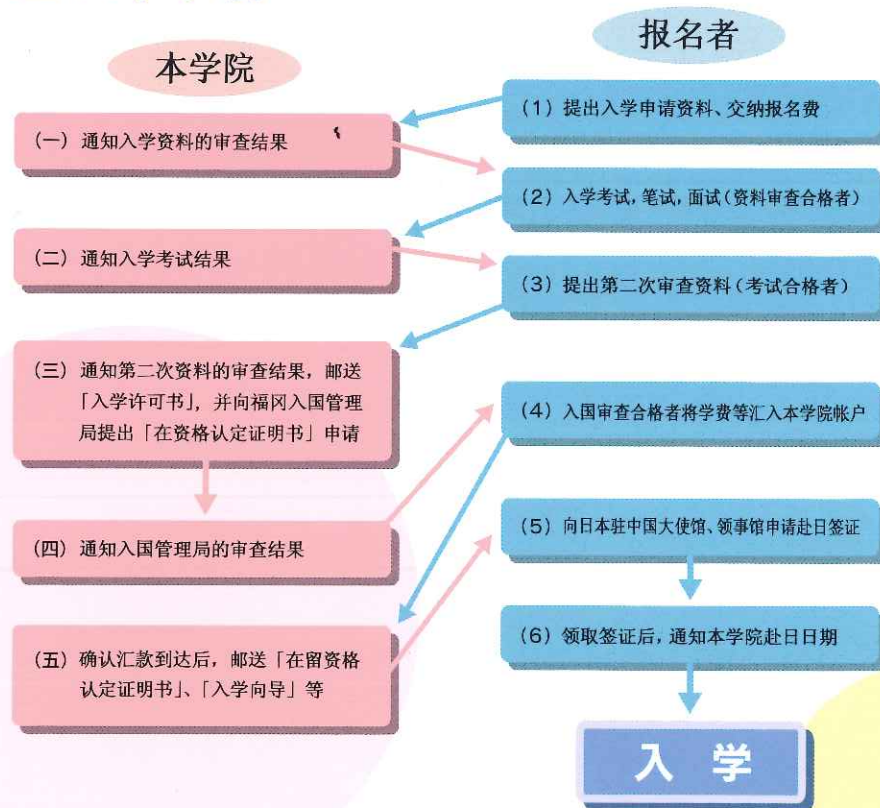 本学院
(一) 通知入学资料的审查结果
(二) 通知入学考试结果
(三) 通知第二次资料的审查结果，邮送
「入学许可书」，并向福冈入国管理
局提出「在资格认定证明书」申请
(四) 通知入国管理局的审查结果
(五) 确认汇款到达后，邮送「在留资格
认定证明书」、「入学向导」等
报名者
(1) 提出入学申请资料、交纳报名费
(2) 入学考试，笔试，面试(资料审查合格者)
(3) 提出第二次审查资料(考试合格者)
(4) 入国审查合格者将学费等汇入本学院帐户
(5) 向日本驻中国大使馆、领事馆申请赴日签证
(6) 领取签证后，通知本学院赴日日期
入 学